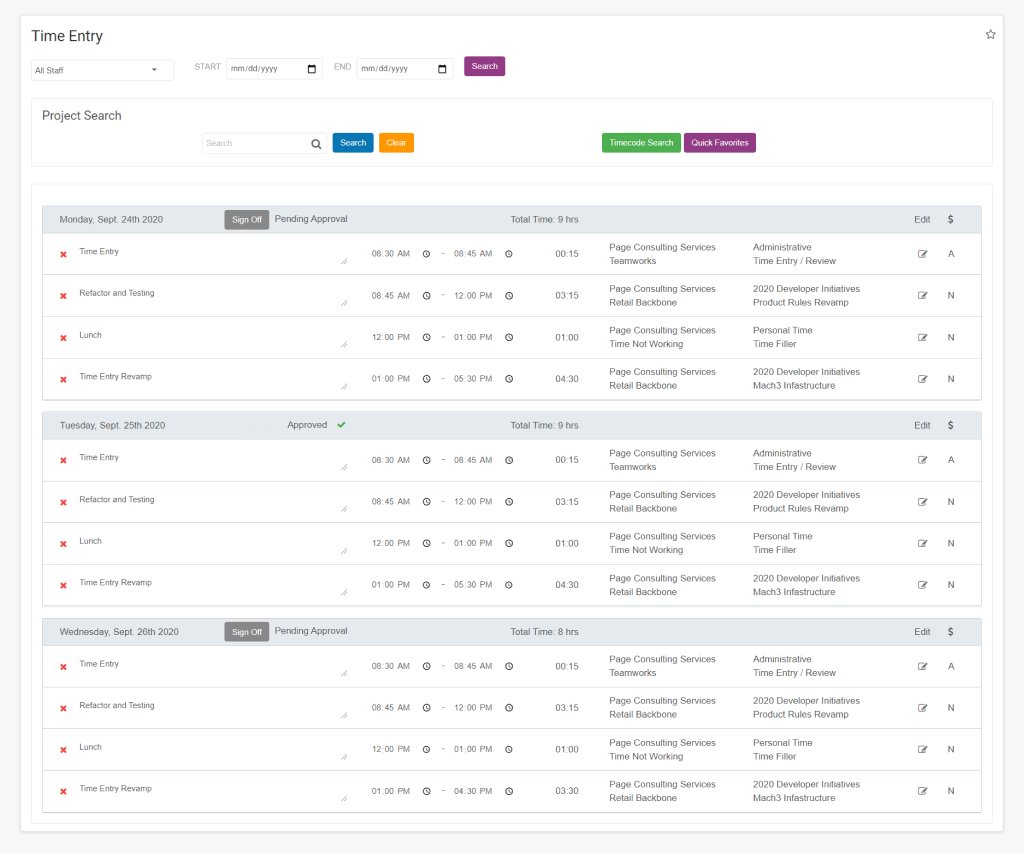 Time Entry
All Staff START mm/dd/yyyy END mm/dd/yyyy Search
Project Search
Search Search Clear Timecode Search Quick Favorites
Monday, Sept. 24th 2020 Sign Off Pending Approval Total Time: 9 hrs Edit $
Time Entry 08:30 AM - 08:45 AM 00:15 Page Consulting Services Administrative A
Teamworks Time Entry / Review
Refactor and Testing 08:45 AM - 12:00 PM 03:15 Page Consulting Services 2020 Developer Initiatives N
Retail Backbone Product Rules Revamp
Lunch 12:00 PM - 01:00 PM 01:00 Page Consulting Services Personal Time N
Time Not Working Time Filler
Time Entry Revamp 01:00 PM - 05:30 PM 04:30 Page Consulting Services 2020 Developer Initiatives N
Retail Backbone Mach3 Infastructure
Tuesday, Sept. 25th 2020 Approved Total Time: 9 hrs Edit $
Time Entry 08:30 AM - 08:45 AM 00:15 Page Consulting Services Administrative A
Teamworks Time Entry / Review
Refactor and Testing 08:45 AM - 12:00 PM 03:15 Page Consulting Services 2020 Developer Initiatives N
Retail Backbone Product Rules Revamp
Lunch 12:00 PM - 01:00 PM 01:00 Page Consulting Services Personal Time N
Time Not Working Time Filler
Time Entry Revamp 01:00 PM - 05:30 PM 04:30 Page Consulting Services 2020 Developer Initiatives N
Retail Backbone Mach3 Infastructure
Wednesday, Sept. 26th 2020 Sign Off Pending Approval Total Time: 8 hrs Edit $
Time Entry 08:30 AM - 08:45 AM 00:15 Page Consulting Services Administrative A
Teamworks Time Entry / Review
Refactor and Testing 08:45 AM - 12:00 PM 03:15 Page Consulting Services 2020 Developer Initiatives N
Retail Backbone Product Rules Revamp
Lunch 12:00 PM - 01:00 PM 01:00 Page Consulting Services Personal Time N
Time Not Working Time Filler
Time Entry Revamp 01:00 PM - 04:30 PM 03:30 Page Consulting Services 2020 Developer Initiatives N
Retail Backbone Mach3 Infastructure